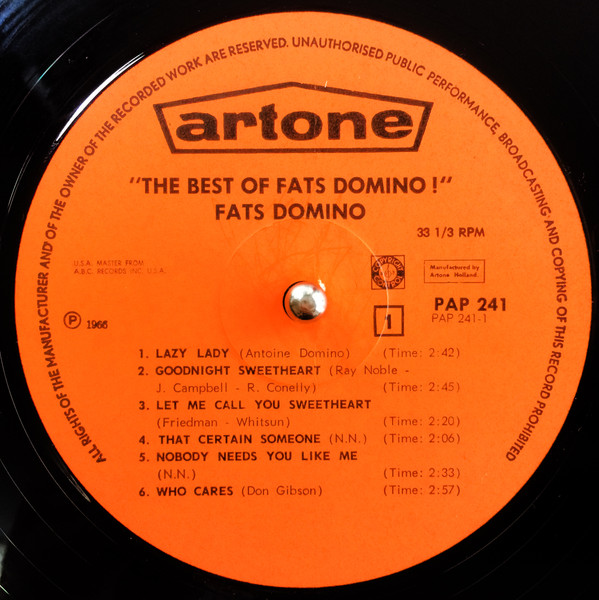 ALL RIGHTS OF THE MANUFACTURER AND OF THE OWNER OF THE RECORDED WORK ARE RESERVED. UNAUTHORISED PUBLIC PERFORMANCE, BROADCASTING AND COPYING OF THIS RECORD PROHIBITED
artone
"THE BEST OF FATS DOMINO!"
FATS DOMINO
33 1/3 RPM
U.S.A. MASTER FROM
A.B.C. RECORDS INC. U.S.A.
COPYRIGHT
Manufactured by
Artone Holland.
PAP 241
PAP 241-1
1
℗ 1966
1. LAZY LADY (Antoine Domino) (Time: 2:42)
2. GOODNIGHT SWEETHEART (Ray Noble -
J. Campbell - R. Conelly) (Time: 2:45)
3. LET ME CALL YOU SWEETHEART
(Friedman - Whitsun) (Time: 2:20)
4. THAT CERTAIN SOMEONE (N.N.) (Time: 2:06)
5. NOBODY NEEDS YOU LIKE ME
(N.N.) (Time: 2:33)
6. WHO CARES (Don Gibson) (Time: 2:57)